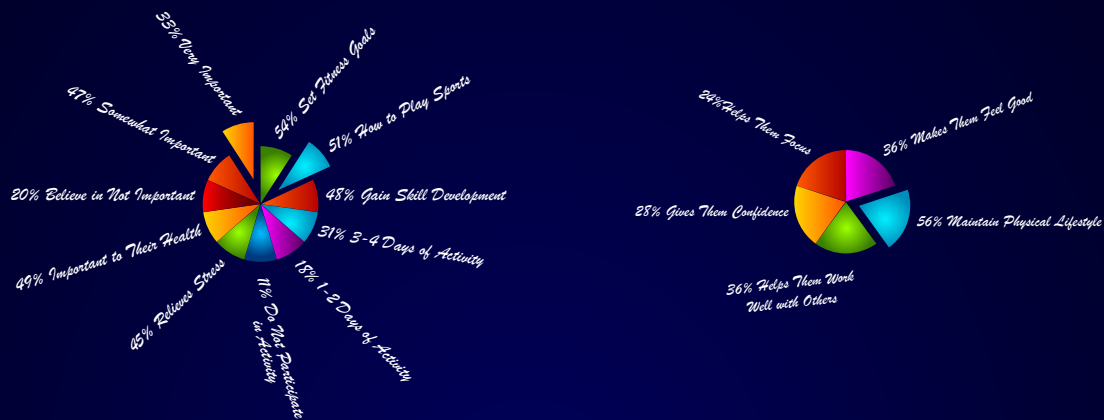 33% Very Important
54% Set Fitness Goals
51% How to Play Sports
48% Gain Skill Development
31% 3-4 Days of Activity
18% 1-2 Days of Activity
11% Do Not Participate
in Activity
45% Relieves Stress
49% Important to Their Health
20% Believe in Not Important
47% Somewhat Important
24%Helps Them Focus
36% Makes Them Feel Good
56% Maintain Physical Lifestyle
36% Helps Them Work
Well with Others
28% Gives Them Confidence